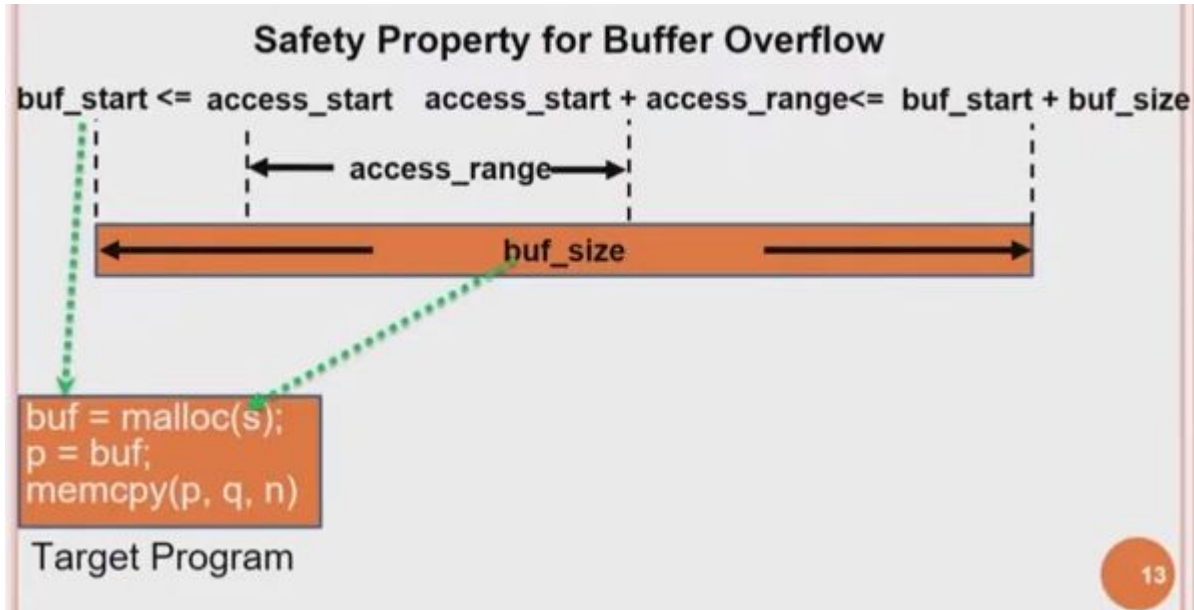 Safety Property for Buffer Overflow
buf_start <= access_start access_start + access_range<= buf_start + buf_size
access_range
buf_size
buf = malloc(s);
p = buf;
memcpy(p, q, n)
Target Program
13